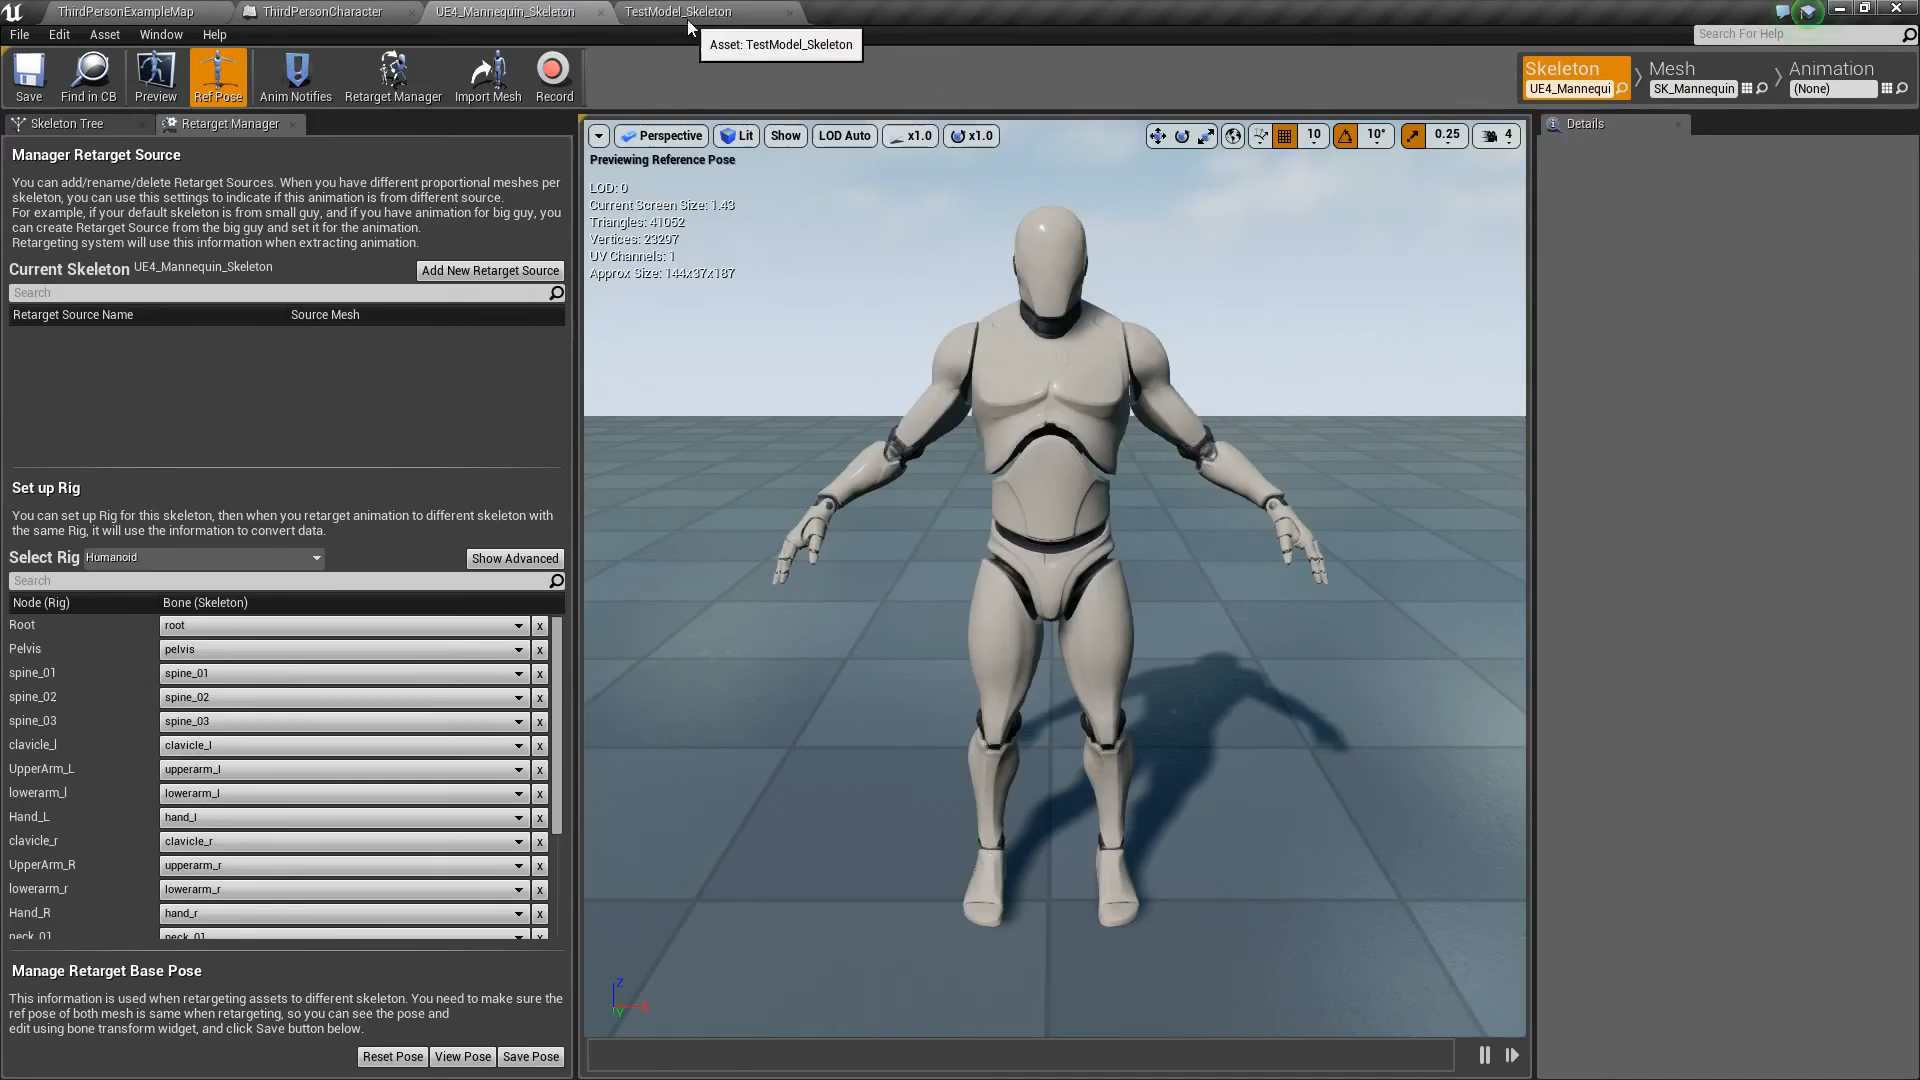 ThirdPersonExampleMap
ThirdPersonCharacter
UE4_Mannequin_Skeleton
TestModel_Skeleton
File Edit Asset Window Help
Search For Help
Asset: TestModel_Skeleton
Save
Find in CB
Preview
Ref Pose
Anim Notifies
Retarget Manager
Import Mesh
Record
Skeleton
UE4_Mannequi
Mesh
SK_Mannequin
Animation
(None)
Skeleton Tree
Retarget Manager
Details
Manager Retarget Source
You can add/rename/delete Retarget Sources. When you have different proportional meshes per
skeleton, you can use this settings to indicate if this animation is from different source.
For example, if your default skeleton is from small guy, and if you have animation for big guy, you
can create Retarget Source from the big guy and set it for the animation.
Retargeting system will use this information when extracting animation.
Current Skeleton UE4_Mannequin_Skeleton
Add New Retarget Source
Search
Retarget Source Name Source Mesh
Set up Rig
You can set up Rig for this skeleton, then when you retarget animation to different skeleton with
the same Rig, it will use the information to convert data.
Select Rig Humanoid
Show Advanced
Search
Node (Rig) Bone (Skeleton)
Root root x
Pelvis pelvis x
spine_01 spine_01 x
spine_02 spine_02 x
spine_03 spine_03 x
clavicle_l clavicle_l x
UpperArm_L upperarm_l x
lowerarm_l lowerarm_l x
Hand_L hand_l x
clavicle_r clavicle_r x
UpperArm_R upperarm_r x
lowerarm_r lowerarm_r x
Hand_R hand_r x
neck_01 neck_01 x
Manage Retarget Base Pose
This information is used when retargeting assets to different skeleton. You need to make sure the
ref pose of both mesh is same when retargeting, so you can see the pose and
edit using bone transform widget, and click Save button below.
Reset Pose View Pose Save Pose
Perspective Lit Show LOD Auto x1.0 x1.0
10 10° 0.25 4
Previewing Reference Pose
LOD: 0
Current Screen Size: 1.43
Triangles: 41052
Vertices: 23297
UV Channels: 1
Approx Size: 144x37x187
Z
X
Y